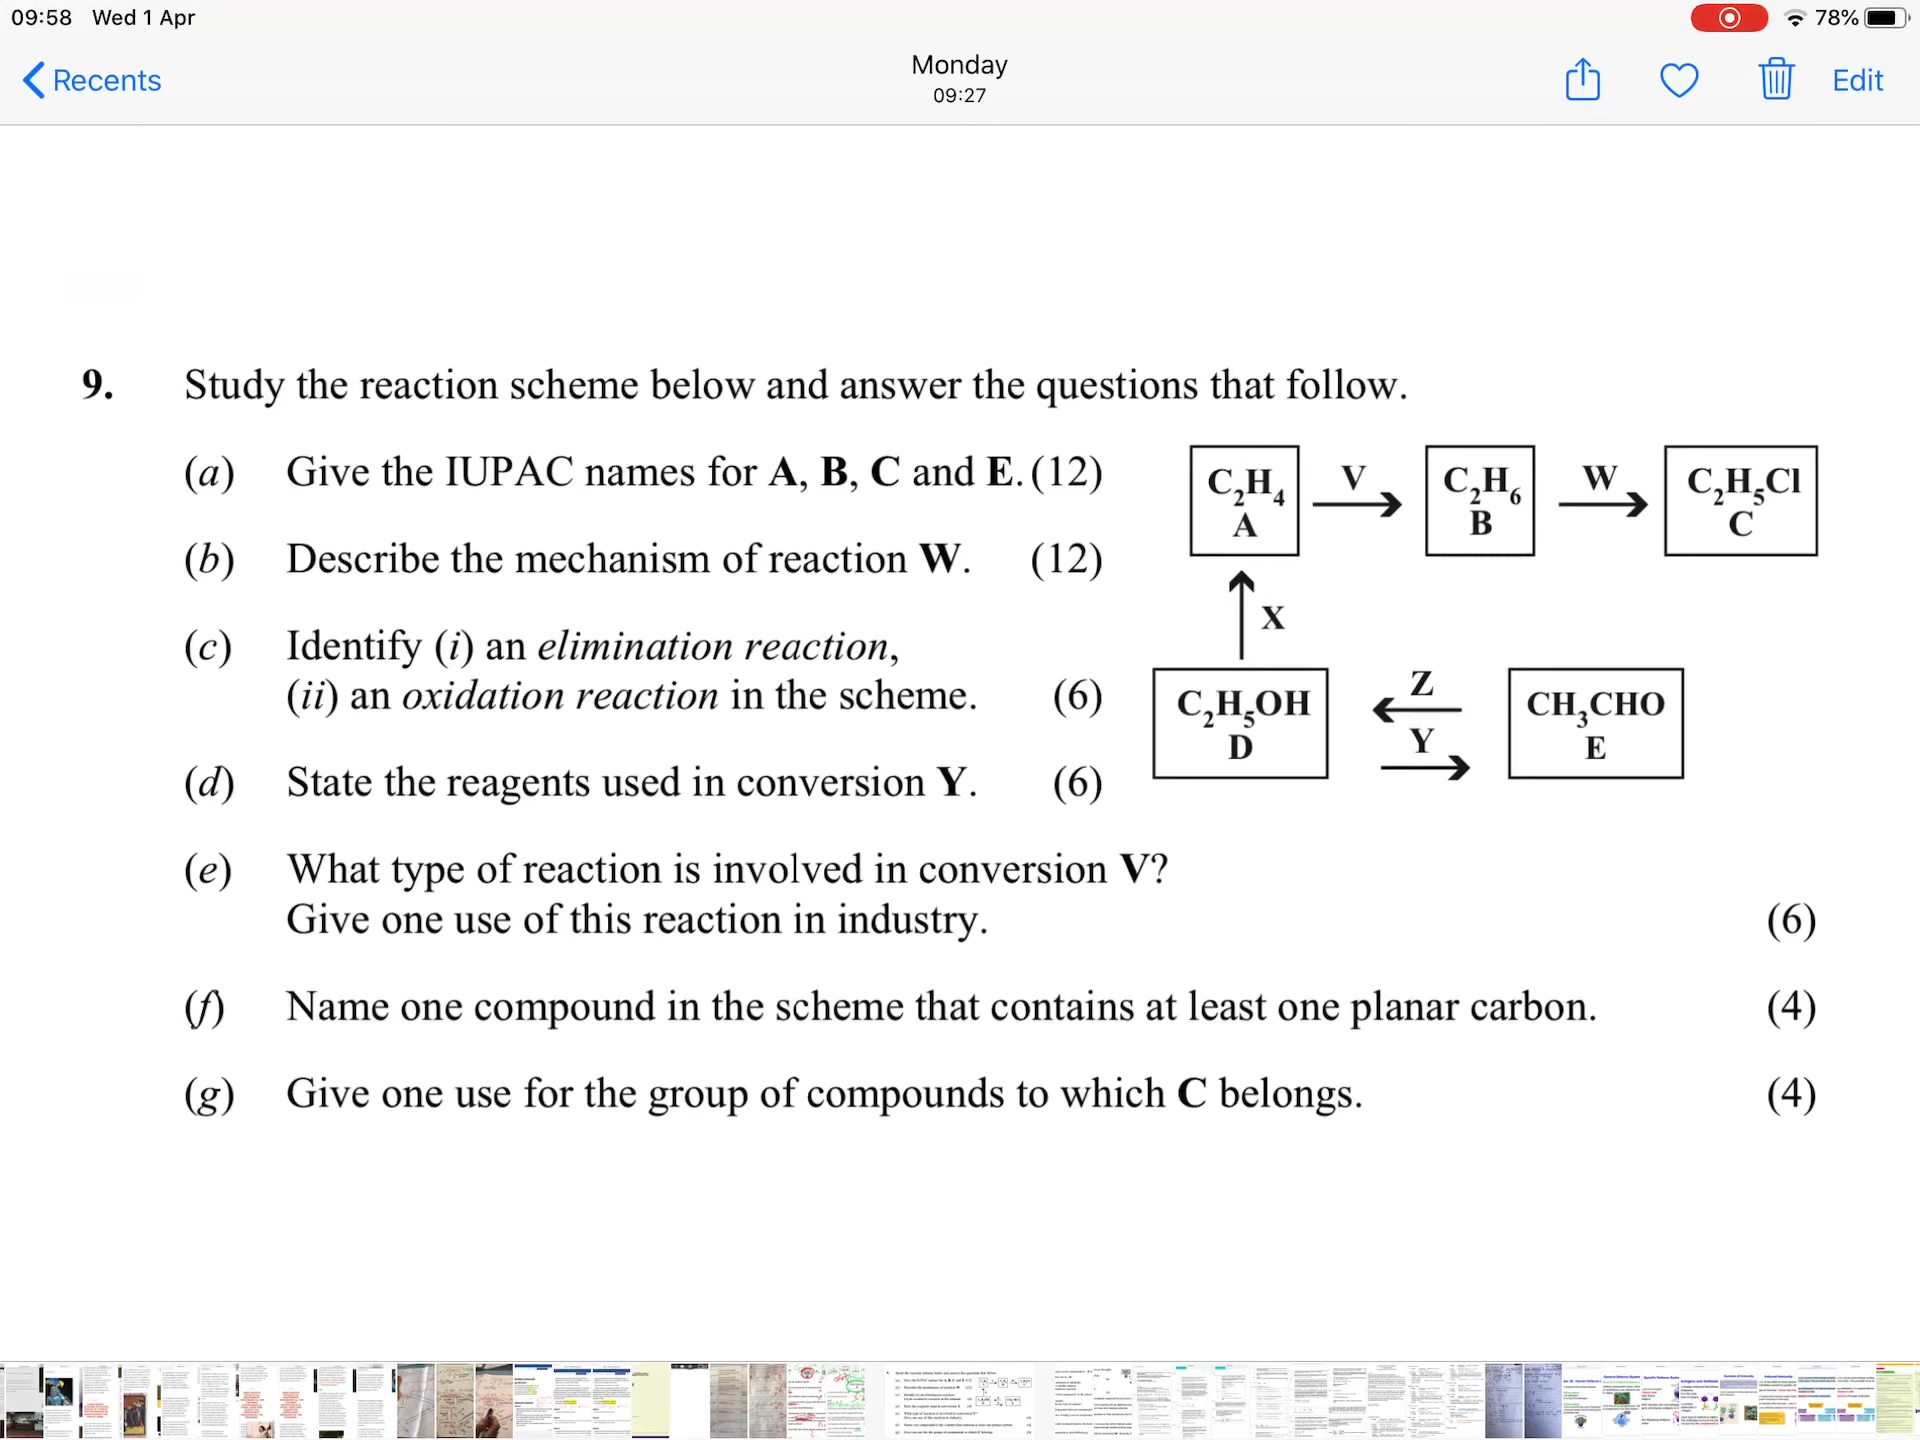 09:58 Wed 1 Apr
78%
Recents
Monday
09:27
Edit
9. Study the reaction scheme below and answer the questions that follow.
(a) Give the IUPAC names for A, B, C and E. (12)
(b) Describe the mechanism of reaction W. (12)
(c) Identify (i) an elimination reaction,
(ii) an oxidation reaction in the scheme. (6)
(d) State the reagents used in conversion Y. (6)
C₂H₄
A
V
C₂H₆
B
W
C₂H₅Cl
C
X
C₂H₅OH
D
Z
Y
CH₃CHO
E
(e) What type of reaction is involved in conversion V?
Give one use of this reaction in industry. (6)
(f) Name one compound in the scheme that contains at least one planar carbon. (4)
(g) Give one use for the group of compounds to which C belongs. (4)